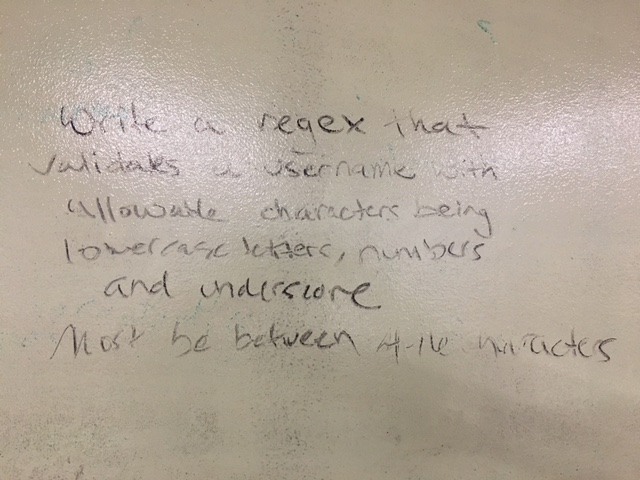 Write a regex that
validates a username with
allowable characters being
lowercase letters, numbers
and underscore
Must be between 4-16 characters